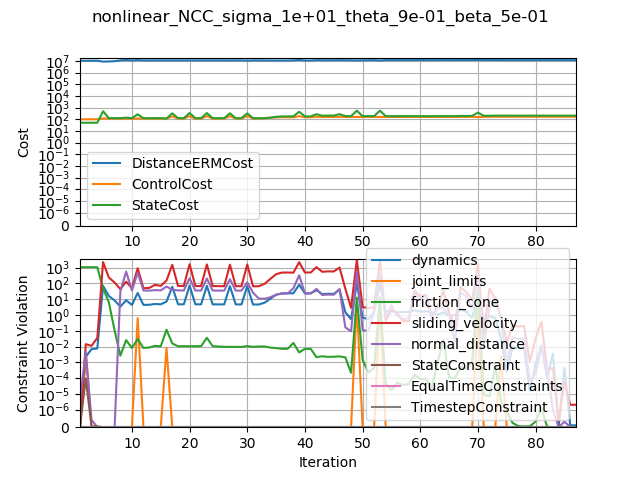 nonlinear_NCC_sigma_1e+01_theta_9e-01_beta_5e-01
10^7
10^6
10^5
10^4
10^3
10^2
10^1
10^0
10^-1
10^-2
10^-3
10^-4
10^-5
10^-6
0
Cost
DistanceERMCost
ControlCost
StateCost
10 20 30 40 50 60 70 80
10^3
10^2
10^1
10^0
10^-1
10^-2
10^-3
10^-4
10^-5
10^-6
0
Constraint Violation
dynamics
joint_limits
friction_cone
sliding_velocity
normal_distance
StateConstraint
EqualTimeConstraints
TimestepConstraint
10 20 30 40 50 60 70 80
Iteration